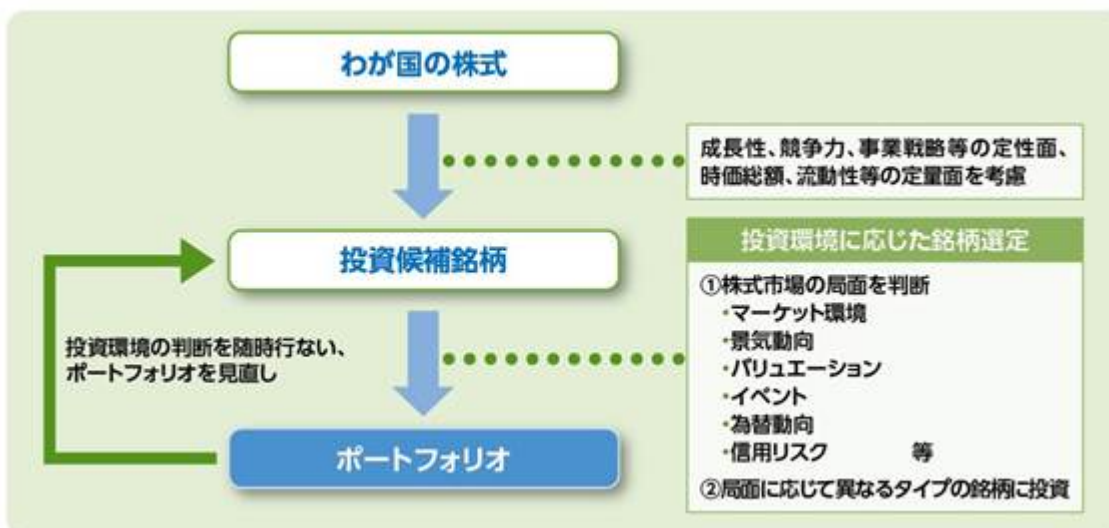 わが国の株式
成長性、競争力、事業戦略等の定性面、
時価総額、流動性等の定量面を考慮
投資候補銘柄
投資環境に応じた銘柄選定
①株式市場の局面を判断
・マーケット環境
・景気動向
・バリュエーション
・イベント
・為替動向
・信用リスク 等
②局面に応じて異なるタイプの銘柄に投資
投資環境の判断を随時行ない、
ポートフォリオを見直し
ポートフォリオ